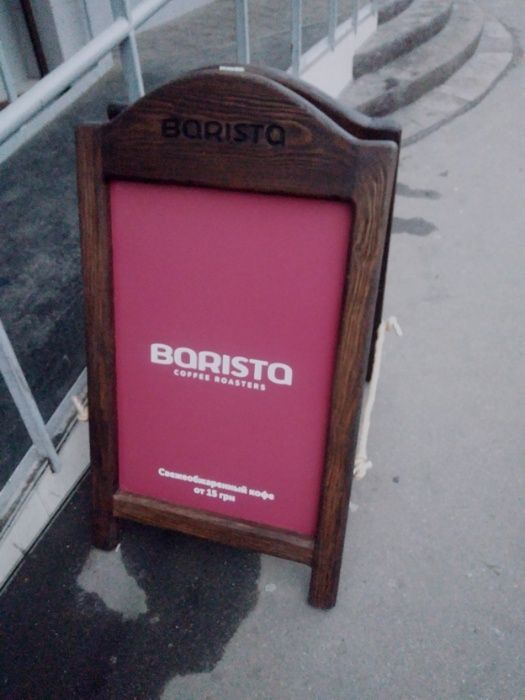 BARISTA
BARISTA
COFFEE ROASTERS
Свежеобжаренный кофе
от 15 грн